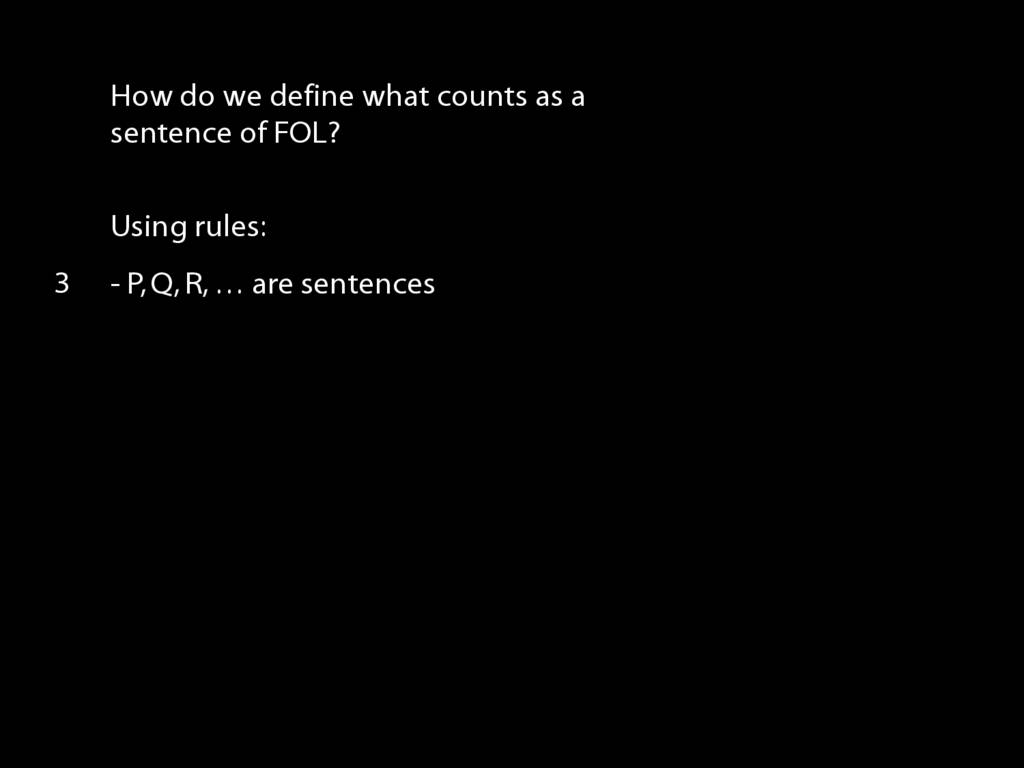 How do we define what counts as a
sentence of FOL?
Using rules:
3 - P, Q, R, … are sentences